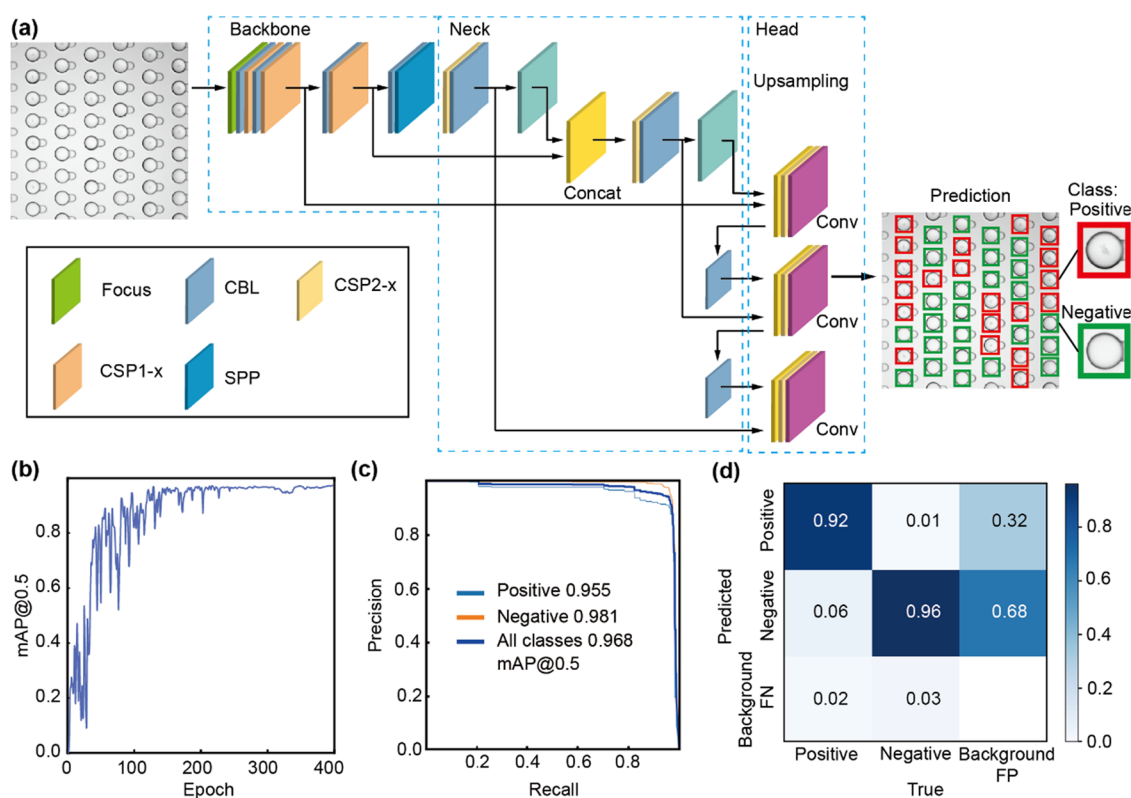 (a)
Backbone
Neck
Head
Upsampling
Concat
Conv
Conv
Conv
Prediction
Class:
Positive
Negative
Focus
CBL
CSP2-x
CSP1-x
SPP
(b)
mAP@0.5
0.8
0.6
0.4
0.2
0.0
0
100
200
300
400
Epoch
(c)
Precision
0.8
0.6
0.4
0.2
Positive 0.955
Negative 0.981
All classes 0.968
mAP@0.5
0.2
0.4
0.6
0.8
Recall
(d)
Predicted
Positive
Negative
Background
FN
0.92
0.01
0.32
0.06
0.96
0.68
0.02
0.03
Positive
Negative
Background
FP
True
0.8
0.6
0.4
0.2
0.0